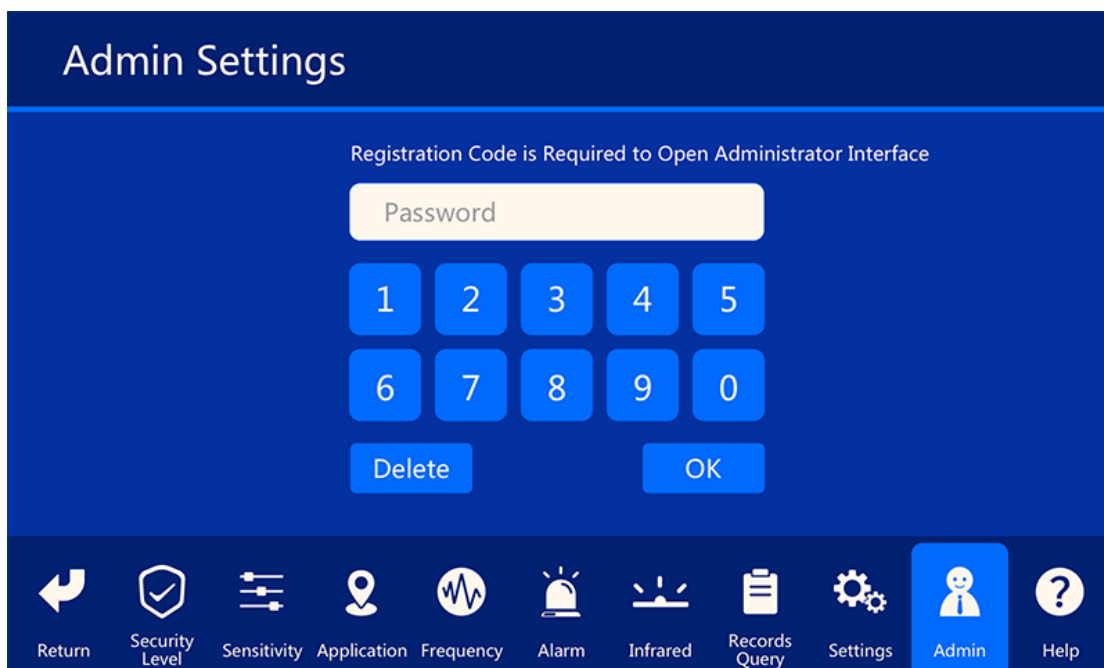 Admin Settings
Registration Code is Required to Open Administrator Interface
Password
1 2 3 4 5
6 7 8 9 0
Delete OK
Return Security Level Sensitivity Application Frequency Alarm Infrared Records Query Settings Admin Help